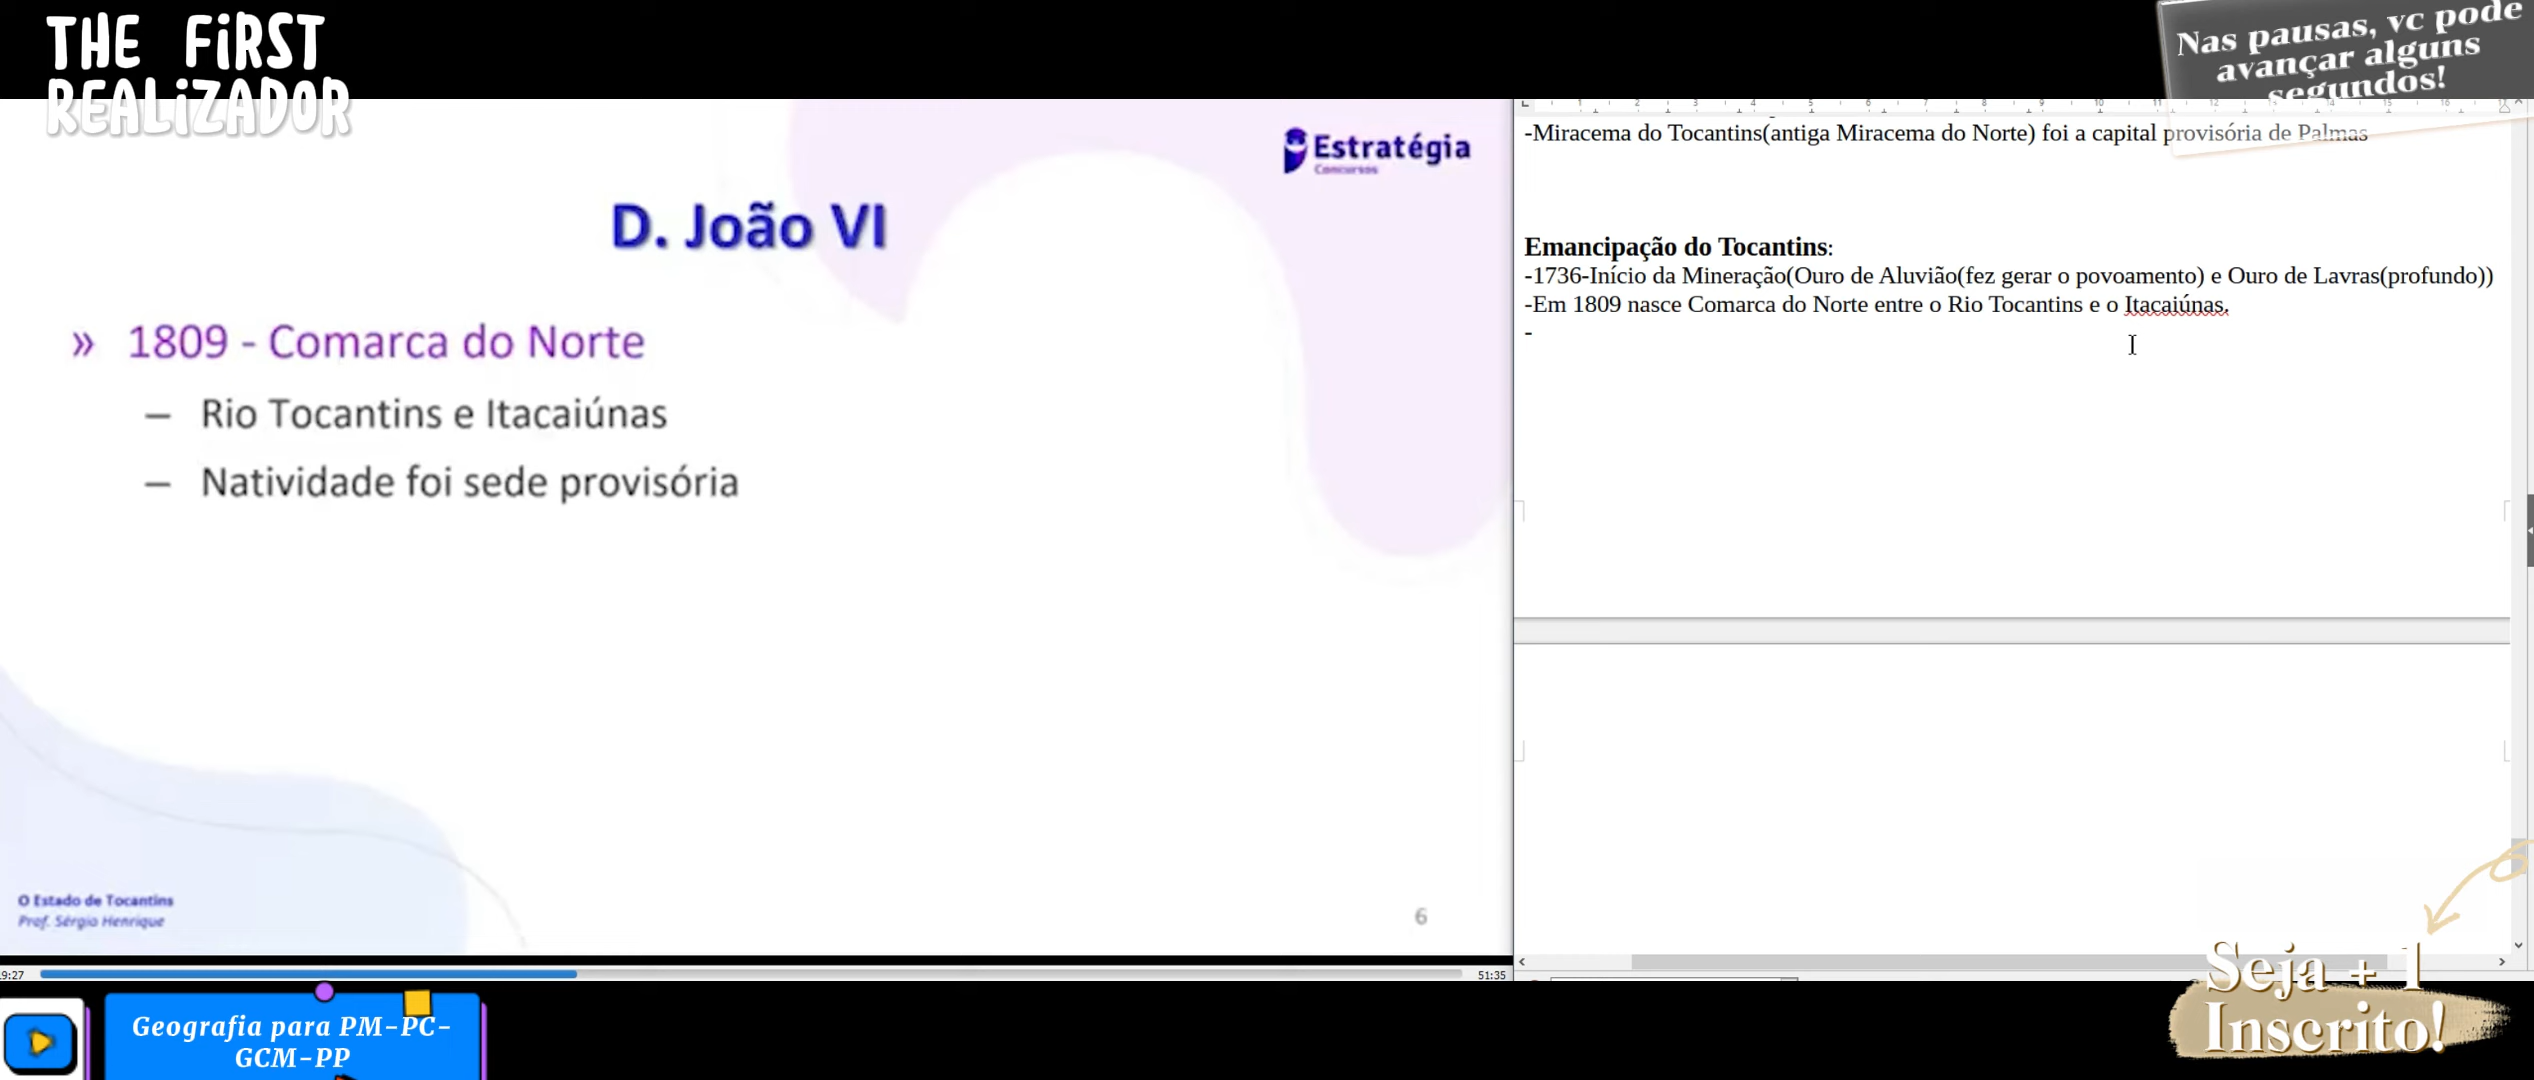 THE FiRST
REALiZADOR
Nas pausas, vc pode
avançar alguns
segundos!
Estratégia
Concursos
D. João VI
» 1809 - Comarca do Norte
– Rio Tocantins e Itacaiúnas
– Natividade foi sede provisória
O Estado de Tocantins
Prof. Sérgio Henrique
6
9:27
51:35
-Miracema do Tocantins(antiga Miracema do Norte) foi a capital provisória de Palmas
Emancipação do Tocantins:
-1736-Início da Mineração(Ouro de Aluvião(fez gerar o povoamento) e Ouro de Lavras(profundo))
-Em 1809 nasce Comarca do Norte entre o Rio Tocantins e o Itacaiúnas.
-
Geografia para PM-PC-
GCM-PP
Seja + 1
Inscrito!